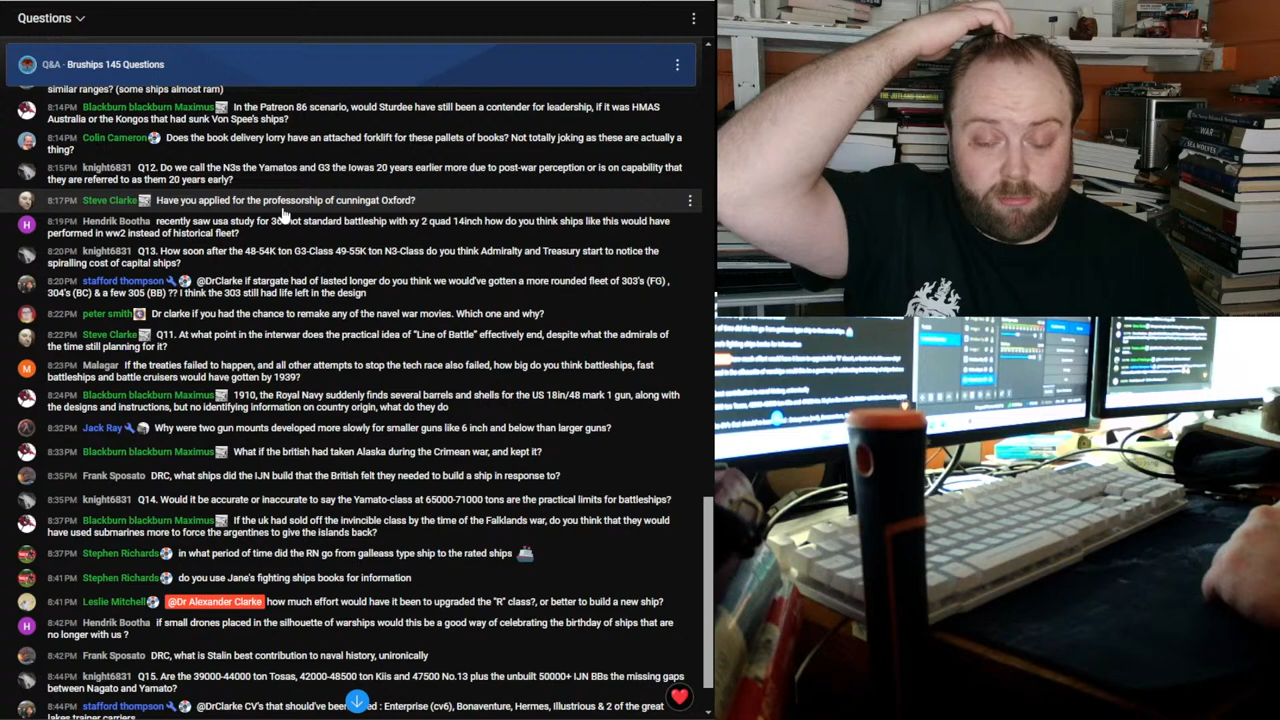 Questions
Q&A · Bruships 145 Questions
similar ranges? (some ships almost ram)
8:14PM Blackburn blackburn Maximus In the Patreon 86 scenario, would Sturdee have still been a contender for leadership, if it was HMAS
Australia or the Kongos that had sunk Von Spee's ships?
8:14PM Colin Cameron Does the book delivery lorry have an attached forklift for these pallets of books? Not totally joking as these are actually a
thing?
8:15PM knight6831 Q12. Do we call the N3s the Yamatos and G3 the Iowas 20 years earlier more due to post-war perception or is on capability that
they are referred to as them 20 years early?
8:17PM Steve Clarke Have you applied for the professorship of cunningat Oxford?
8:19PM Hendrik Bootha recently saw usa study for 36 not standard battleship with xy 2 quad 14inch how do you think ships like this would have
performed in ww2 instead of historical fleet?
8:20PM knight6831 Q13. How soon after the 48-54K ton G3-Class 49-55K ton N3-Class do you think Admiralty and Treasury start to notice the
spiralling cost of capital ships?
8:20PM stafford thompson @DrClarke if stargate had of lasted longer do you think we would've gotten a more rounded fleet of 303's (FG) ,
304's (BC) & a few 305 (BB) ?? I think the 303 still had life left in the design
8:22PM peter smith Dr clarke if you had the chance to remake any of the naval war movies. Which one and why?
8:22PM Steve Clarke Q11. At what point in the interwar does the practical idea of "Line of Battle" effectively end, despite what the admirals of
the time still planning for it?
8:23PM Malagar If the treaties failed to happen, and all other attempts to stop the tech race also failed, how big do you think battleships, fast
battleships and battle cruisers would have gotten by 1939?
8:24PM Blackburn blackburn Maximus 1910, the Royal Navy suddenly finds several barrels and shells for the US 18in/48 mark 1 gun, along with
the designs and instructions, but no identifying information on country origin, what do they do
8:32PM Jack Ray Why were two gun mounts developed more slowly for smaller guns like 6 inch and below than larger guns?
8:33PM Blackburn blackburn Maximus What if the british had taken Alaska during the Crimean war, and kept it?
8:35PM Frank Sposato DRC, what ships did the IJN build that the British felt they needed to build a ship in response to?
8:35PM knight6831 Q14. Would it be accurate or inaccurate to say the Yamato-class at 65000-71000 tons are the practical limits for battleships?
8:37PM Blackburn blackburn Maximus If the uk had sold off the invincible class by the time of the Falklands war, do you think that they would
have used submarines more to force the argentines to give the islands back?
8:37PM Stephen Richards in what period of time did the RN go from galleass type ship to the rated ships
8:41PM Stephen Richards do you use Jane's fighting ships books for information
8:41PM Leslie Mitchell @Dr Alexander Clarke how much effort would have it been to upgraded the "R" class?, or better to build a new ship?
8:42PM Hendrik Bootha if small drones placed in the silhouette of warships would this be a good way of celebrating the birthday of ships that are
no longer with us ?
Frank Sposato DRC, what is Stalin best contribution to naval history, unironically
8:44PM knight6831 Q15. Are the 39000-44000 ton Tosas, 42000-48500 ton Kiis and 47500 No.13 plus the unbuilt 50000+ IJN BBs the missing gaps
between Nagato and Yamato?
8:44PM stafford thompson @DrClarke CV's that should've been : Enterprise (cv6), Bonaventure, Hermes, Illustrious & 2 of the great
lakes trainer carriers
WAR
SEA WOLVES